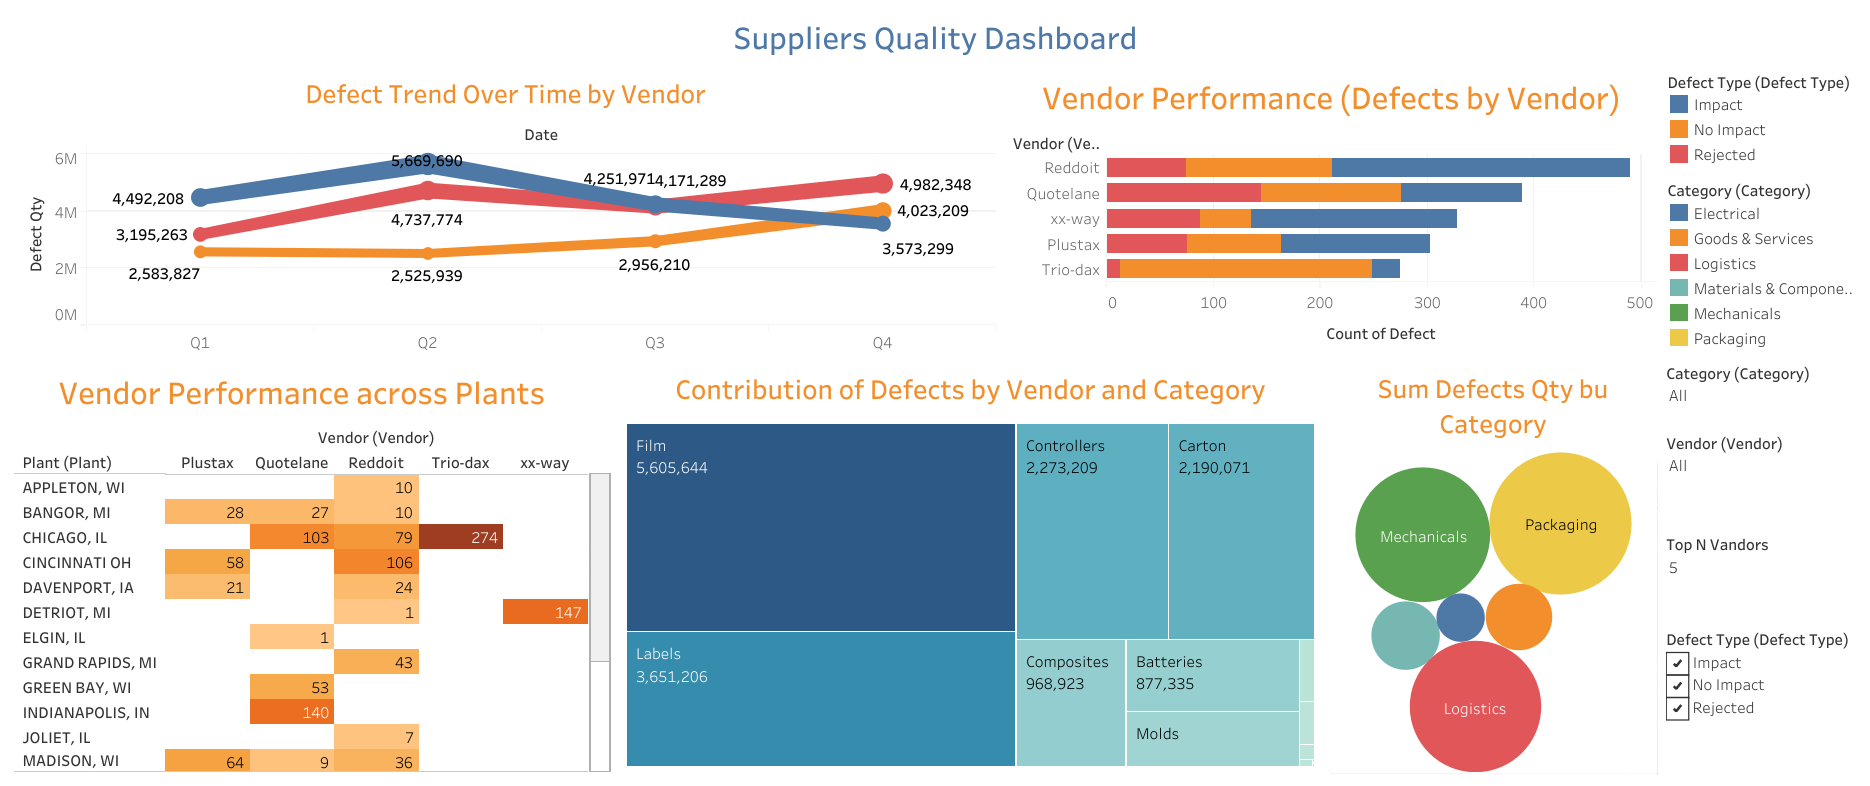 Suppliers Quality Dashboard
Defect Trend Over Time by Vendor
Date
Defect Qty
6M
4M
2M
0M
4,492,208
3,195,263
2,583,827
5,669,690
4,737,774
2,525,939
4,251,971
4,171,289
2,956,210
4,982,348
4,023,209
3,573,299
Q1 Q2 Q3 Q4
Vendor Performance (Defects by Vendor)
Vendor (Ve..
Reddoit
Quotelane
xx-way
Plustax
Trio-dax
0 100 200 300 400 500
Count of Defect
Defect Type (Defect Type)
Impact
No Impact
Rejected
Category (Category)
Electrical
Goods & Services
Logistics
Materials & Compone..
Mechanicals
Packaging
Category (Category)
All
Vendor (Vendor)
All
Top N Vandors
5
Defect Type (Defect Type)
Impact
No Impact
Rejected
Vendor Performance across Plants
Vendor (Vendor)
Plant (Plant) Plustax Quotelane Reddoit Trio-dax xx-way
APPLETON, WI 10
BANGOR, MI 28 27 10
CHICAGO, IL 103 79 274
CINCINNATI OH 58 106
DAVENPORT, IA 21 24
DETRIOT, MI 1 147
ELGIN, IL 1
GRAND RAPIDS, MI 43
GREEN BAY, WI 53
INDIANAPOLIS, IN 140
JOLIET, IL 7
MADISON, WI 64 9 36
Contribution of Defects by Vendor and Category
Film
5,605,644
Labels
3,651,206
Controllers
2,273,209
Carton
2,190,071
Composites
968,923
Batteries
877,335
Molds
Sum Defects Qty bu
Category
Mechanicals
Packaging
Logistics